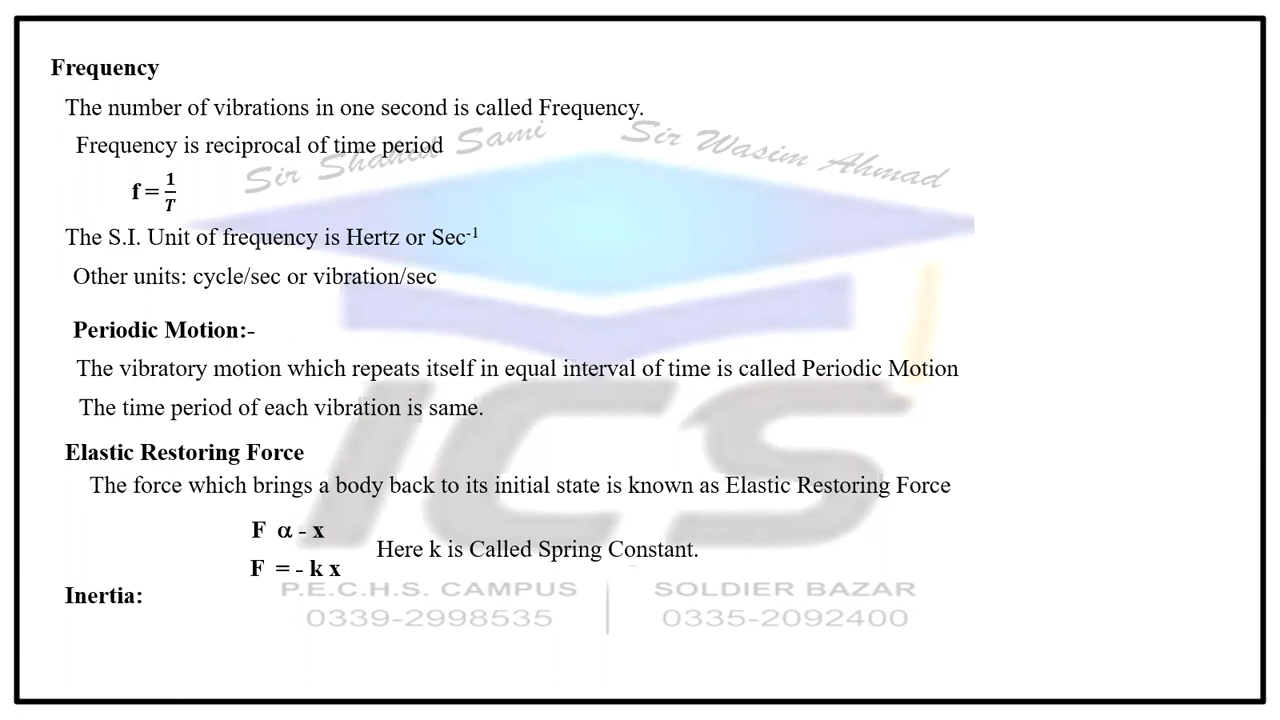 Frequency
The number of vibrations in one second is called Frequency.
Sir Shahid Sami Sir Wasim Ahmad
Frequency is reciprocal of time period
f = 1/T
The S.I. Unit of frequency is Hertz or Sec-1
Other units: cycle/sec or vibration/sec
Periodic Motion:-
The vibratory motion which repeats itself in equal interval of time is called Periodic Motion
The time period of each vibration is same.
ICS
Elastic Restoring Force
The force which brings a body back to its initial state is known as Elastic Restoring Force
F α - x
Here k is Called Spring Constant.
F = - k x
Inertia:
P.E.C.H.S. CAMPUS SOLDIER BAZAR
0339-2998535 0335-2092400